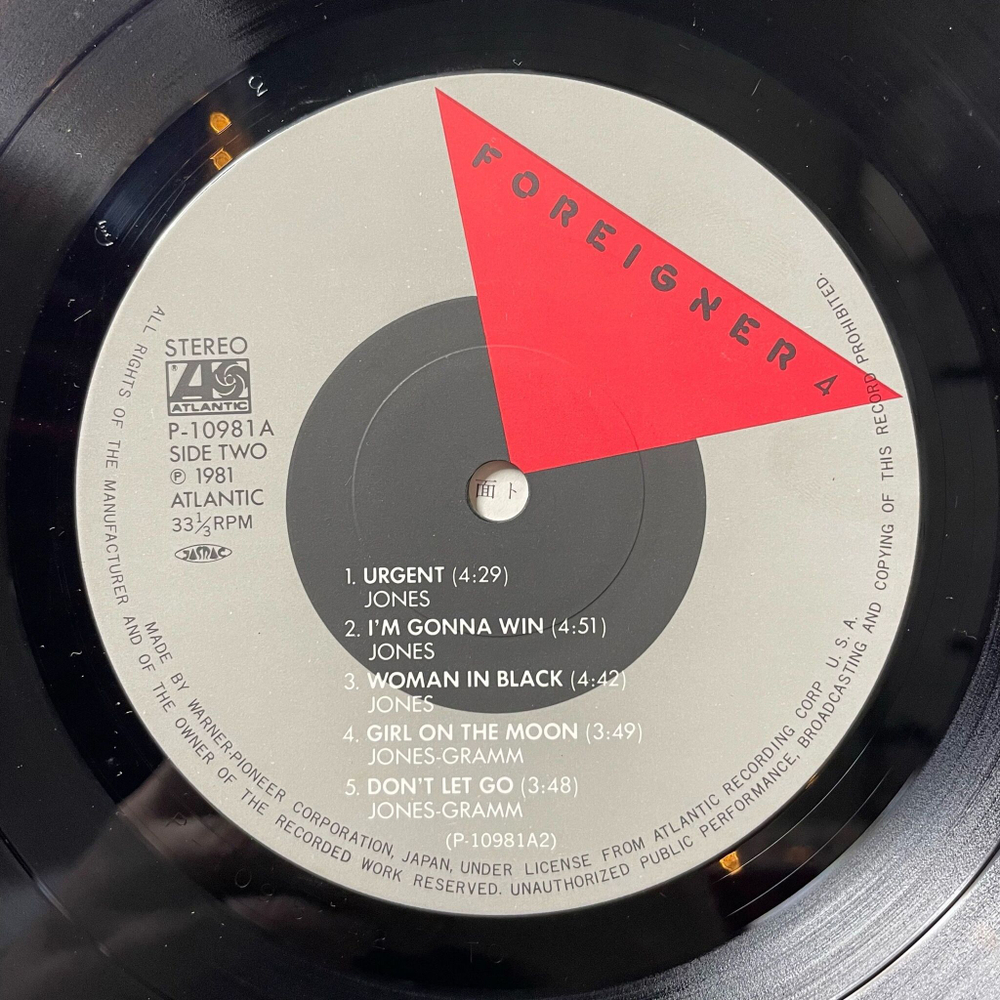 FOREIGNER 4
STEREO
®
ATLANTIC
P-10981A
SIDE TWO
℗ 1981
ATLANTIC
33⅓RPM
JASRAC
面 ト
1. URGENT (4:29)
JONES
2. I'M GONNA WIN (4:51)
JONES
3. WOMAN IN BLACK (4:42)
JONES
4. GIRL ON THE MOON (3:49)
JONES-GRAMM
5. DON'T LET GO (3:48)
JONES-GRAMM
(P-10981A2)
ALL RIGHTS OF THE MANUFACTURER AND OF THE OWNER OF THE RECORDED WORK RESERVED. UNAUTHORIZED PUBLIC PERFORMANCE, BROADCASTING AND COPYING OF THIS RECORD PROHIBITED.
MADE BY WARNER-PIONEER CORPORATION, JAPAN, UNDER LICENSE FROM ATLANTIC RECORDING CORP U. S. A.